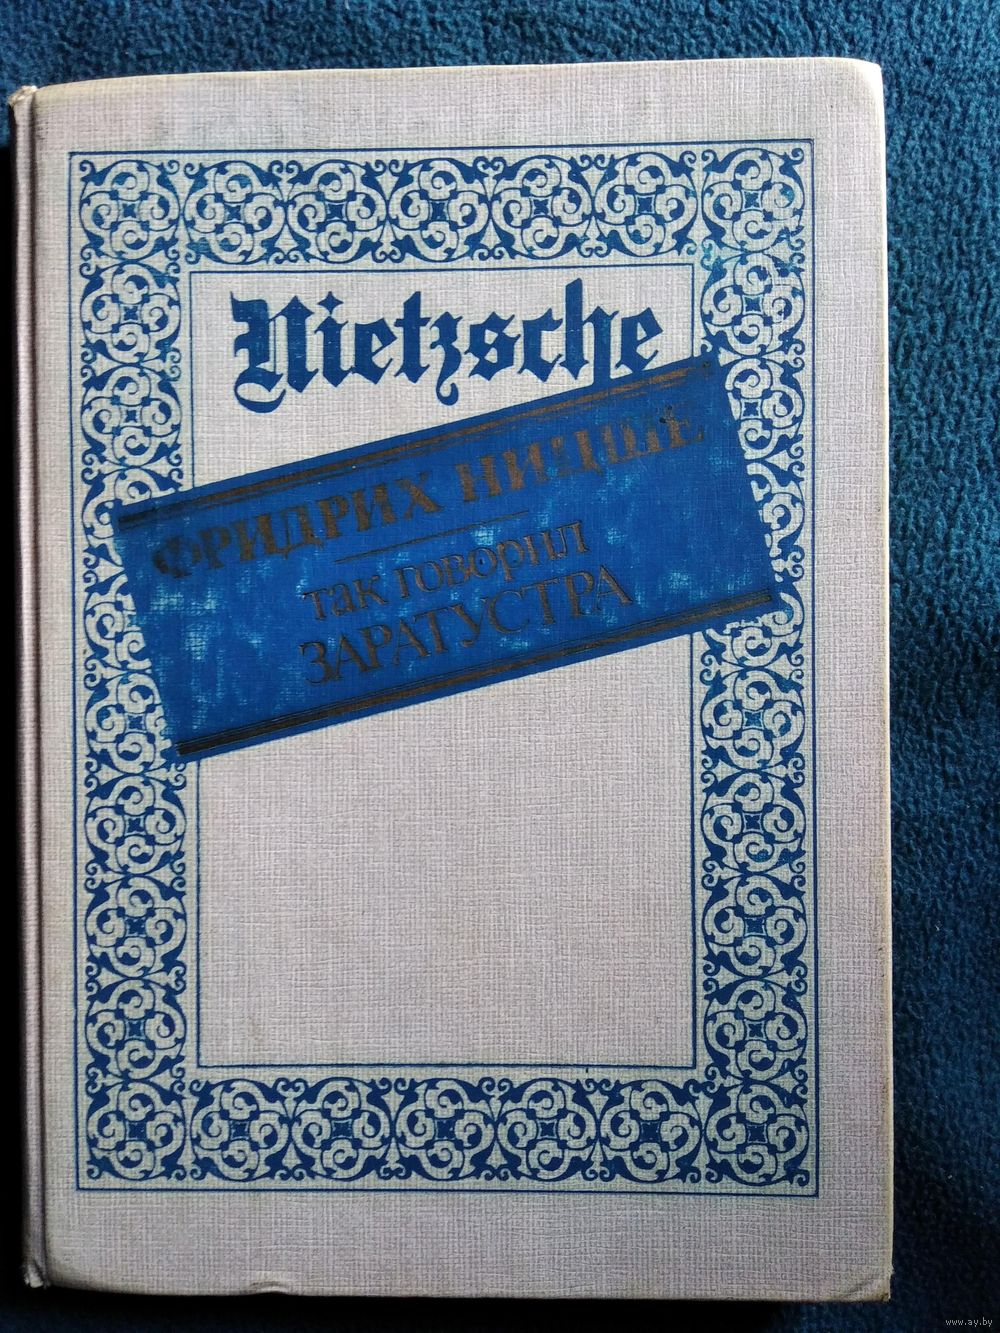 Nietzsche
ФРИДРИХ НИЦШЕ
так говорил
ЗАРАТУСТРА
www.ay.by